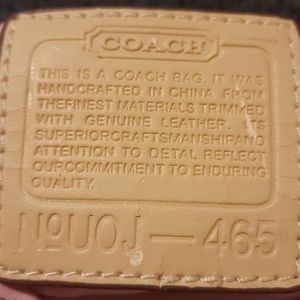 COACH
THIS IS A COACH BAG. IT WAS
HANDCRAFTED IN CHINA FROM
THEFINEST MATERIALS TRIMMED
WITH GENUINE LEATHER. ITS
SUPERIORCRAFTSMANSHIPAND
ATTENTION TO DETAL REFLECT
OURCOMMITMENT TO ENDURING
QUALITY.
NoUOJ—465